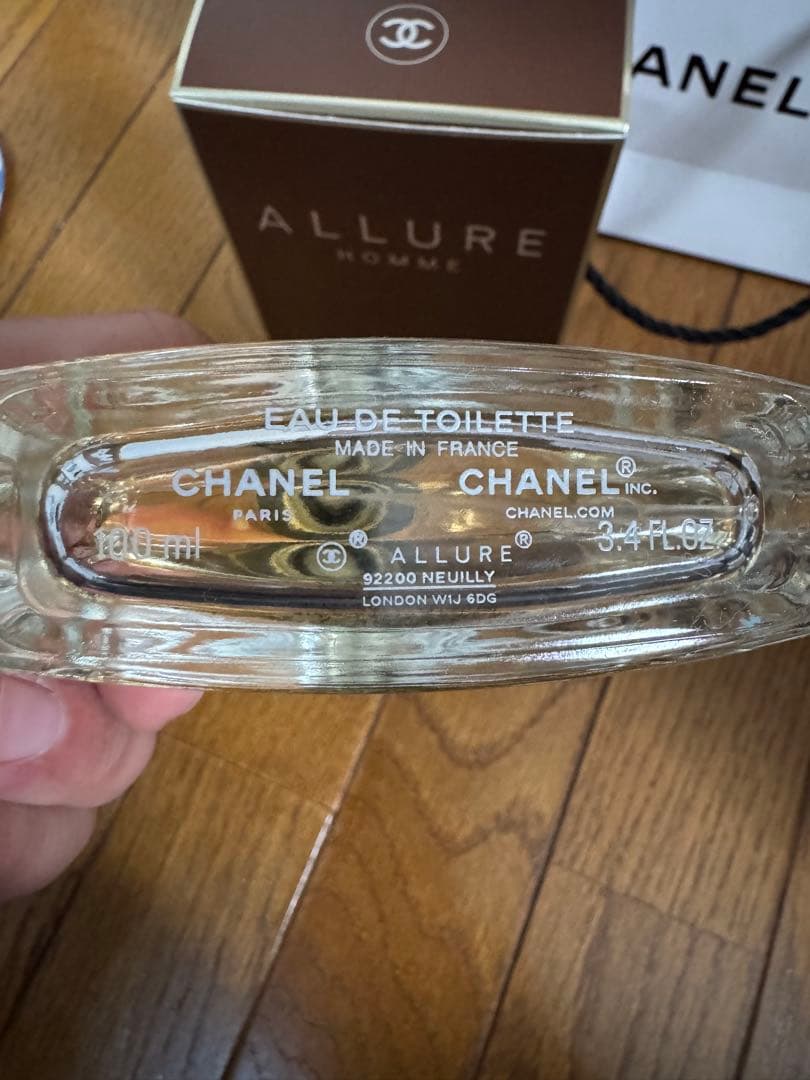 ANEL
ALLURE
HOMME
EAU DE TOILETTE
MADE IN FRANCE
CHANEL CHANEL® INC.
PARIS CHANEL.COM
100 ml ® ALLURE® 3.4 FL.OZ.
92200 NEUILLY
LONDON W1J 6DG